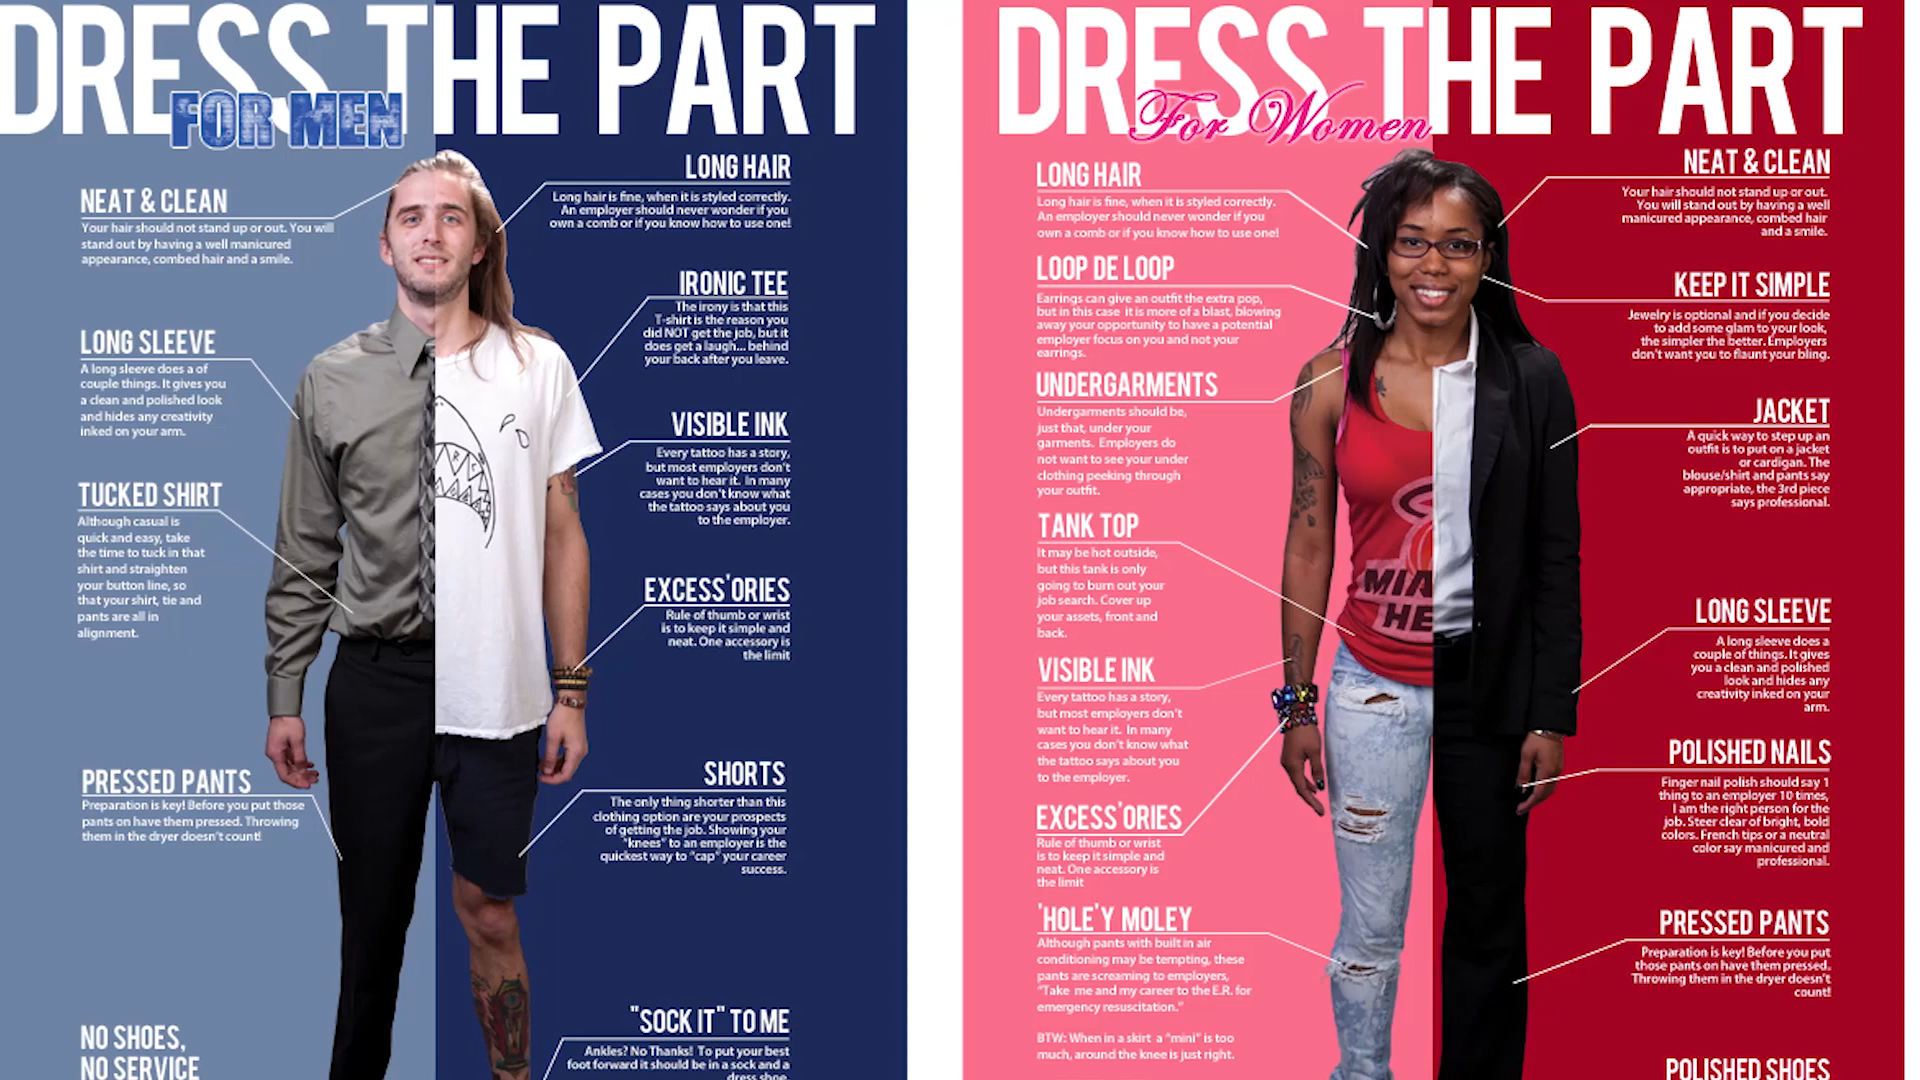 DRESS THE PART
FOR MEN
NEAT & CLEAN
Your hair should not stand up or out. You will
stand out by having a well manicured
appearance, combed hair and a smile.
LONG SLEEVE
A long sleeve does a of
couple things. It gives you
a clean and polished look
and hides any creativity
inked on your arm.
TUCKED SHIRT
Although casual is
quick and easy, take
the time to tuck in that
shirt and straighten
your button line, so
that your shirt, tie and
pants are all in
alignment.
PRESSED PANTS
Preparation is key! Before you put those
pants on have them pressed. Throwing
them in the dryer doesn't count!
NO SHOES,
NO SERVICE
LONG HAIR
Long hair is fine, when it is styled correctly.
An employer should never wonder if you
own a comb or if you know how to use one!
IRONIC TEE
The irony is that this
T-shirt is the reason you
did NOT get the job, but it
does get a laugh... behind
your back after you leave.
VISIBLE INK
Every tattoo has a story,
but most employers don't
want to hear it. In many
cases you don't know what
the tattoo says about you
to the employer.
EXCESS'ORIES
Rule of thumb or wrist
is to keep it simple and
neat. One accessory is
the limit
SHORTS
The only thing shorter than this
clothing option are your prospects
of getting the job. Showing your
"knees" to an employer is the
quickest way to "cap" your career
success.
"SOCK IT" TO ME
Ankles? No Thanks! To put your best
foot forward it should be in a sock and a
dress shoe.
DRESS THE PART
For Women
LONG HAIR
Long hair is fine, when it is styled correctly.
An employer should never wonder if you
own a comb or if you know how to use one!
LOOP DE LOOP
Earrings can give an outfit the extra pop,
but in this case it is more of a blast, blowing
away your opportunity to have a potential
employer focus on you and not your
earrings.
UNDERGARMENTS
Undergarments should be,
just that, under your
garments. Employers do
not want to see your under
clothing peeking through
your outfit.
TANK TOP
It may be hot outside,
but this tank is only
going to burn out your
job search. Cover up
your assets, front and
back.
VISIBLE INK
Every tattoo has a story,
but most employers don't
want to hear it. In many
cases you don't know what
the tattoo says about you
to the employer.
EXCESS'ORIES
Rule of thumb or wrist
is to keep it simple and
neat. One accessory is
the limit
'HOLE'Y MOLEY
Although pants with built in air
conditioning may be tempting, these
pants are screaming to employers,
"Take me and my career to the E.R. for
emergency resuscitation."
BTW: When in a skirt a "mini" is too
much, around the knee is just right.
MIA
HE
NEAT & CLEAN
Your hair should not stand up or out.
You will stand out by having a well
manicured appearance, combed hair
and a smile.
KEEP IT SIMPLE
Jewelry is optional and if you decide
to add some glam to your look,
the simpler the better. Employers
don't want you to flaunt your bling.
JACKET
A quick way to step up an
outfit is to put on a jacket
or cardigan. The
blouse/shirt and pants say
appropriate, the 3rd piece
says professional.
LONG SLEEVE
A long sleeve does a
couple of things. It gives
you a clean and polished
look and hides any
creativity inked on your
arm.
POLISHED NAILS
Finger nail polish should say 1
thing to an employer 10 times,
I am the right person for the
job. Steer clear of bright, bold
colors. French tips or a neutral
color say manicured and
professional.
PRESSED PANTS
Preparation is key! Before you put
those pants on have them pressed.
Throwing them in the dryer doesn't
count!
POLISHED SHOES